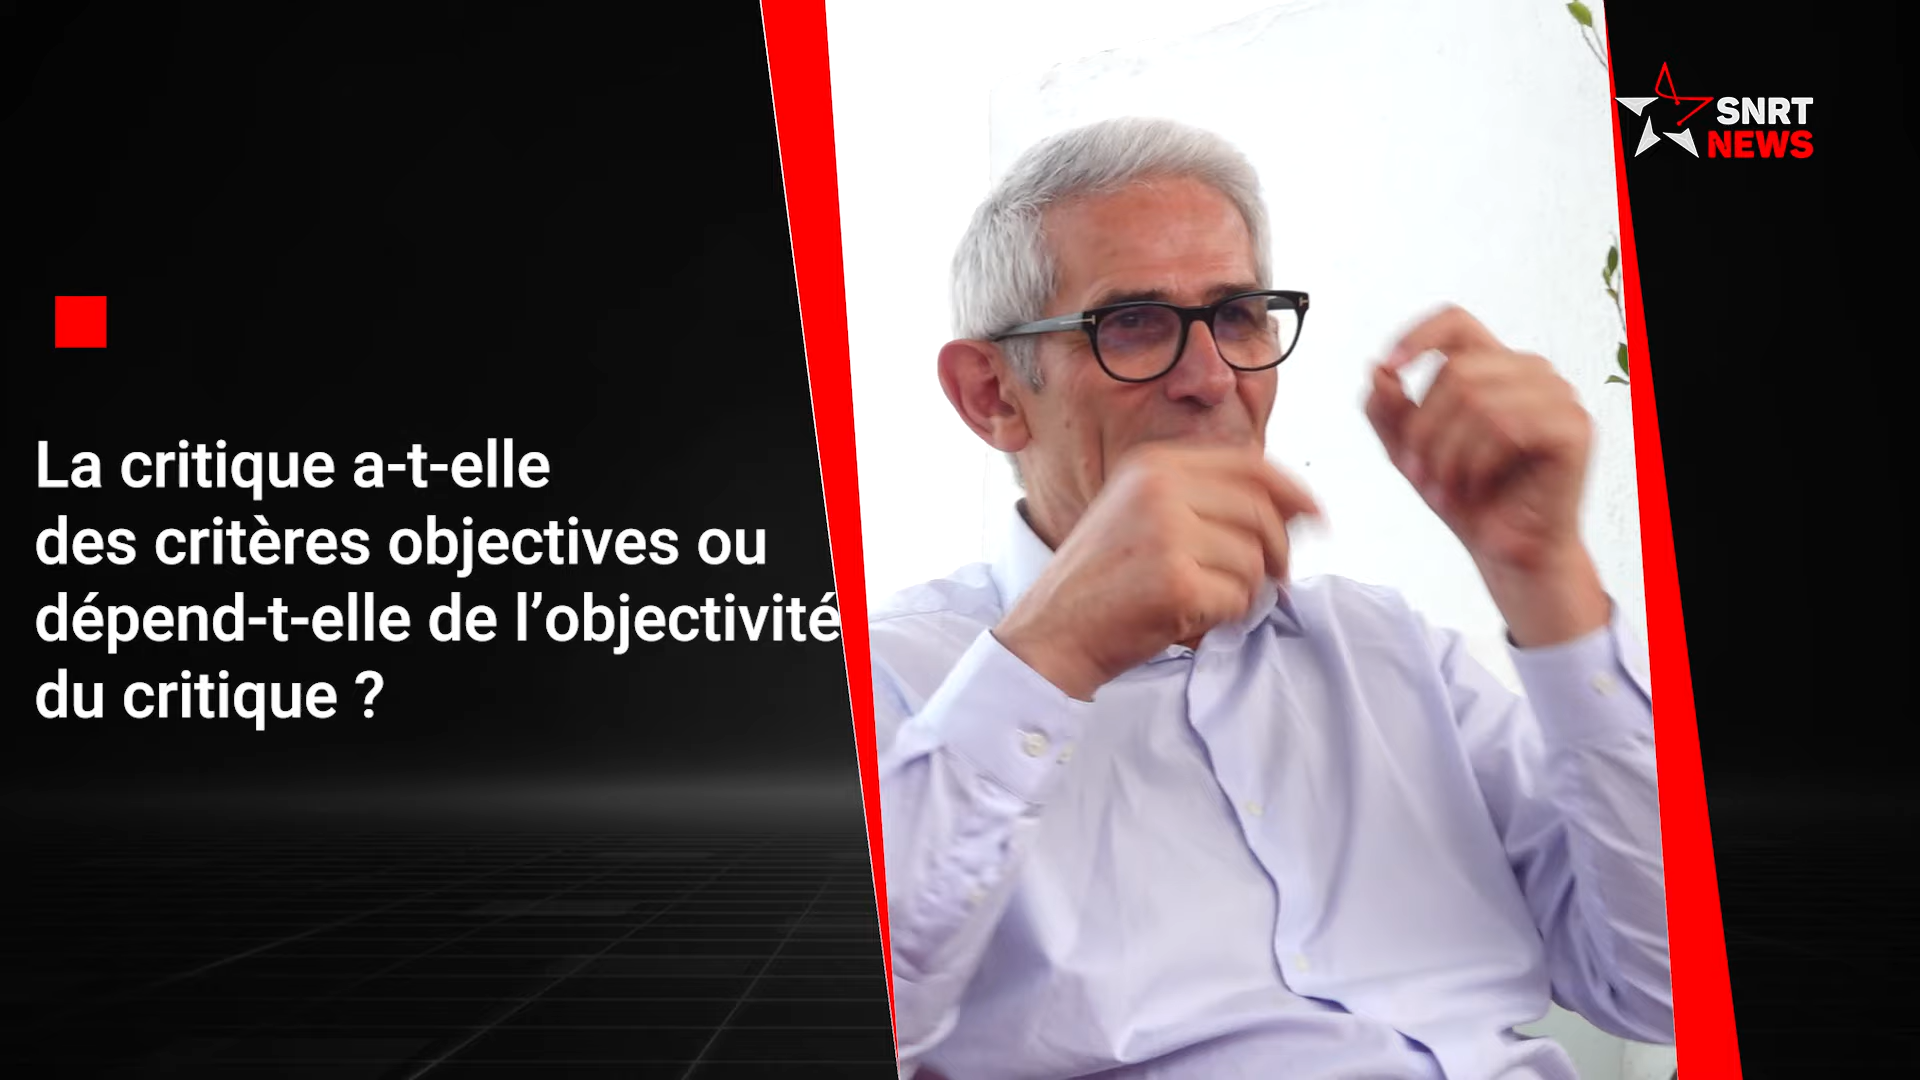 La critique a-t-elle
des critères objectives ou
dépend-t-elle de l’objectivité
du critique ?
SNRT
NEWS